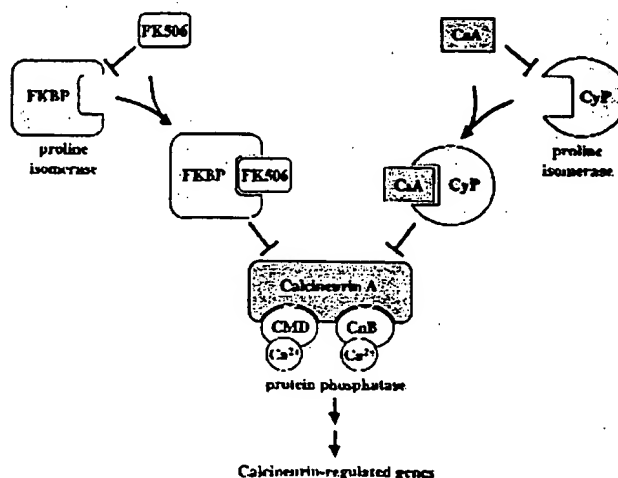 FK506
CsA
FKBP
CyP
proline
isomerase
proline
isomerase
FKBP
FK506
CsA
CyP
Calcineurin A
CMD
CnB
Ca2+
Ca2+
protein phosphatase
Calcineurin-regulated genes